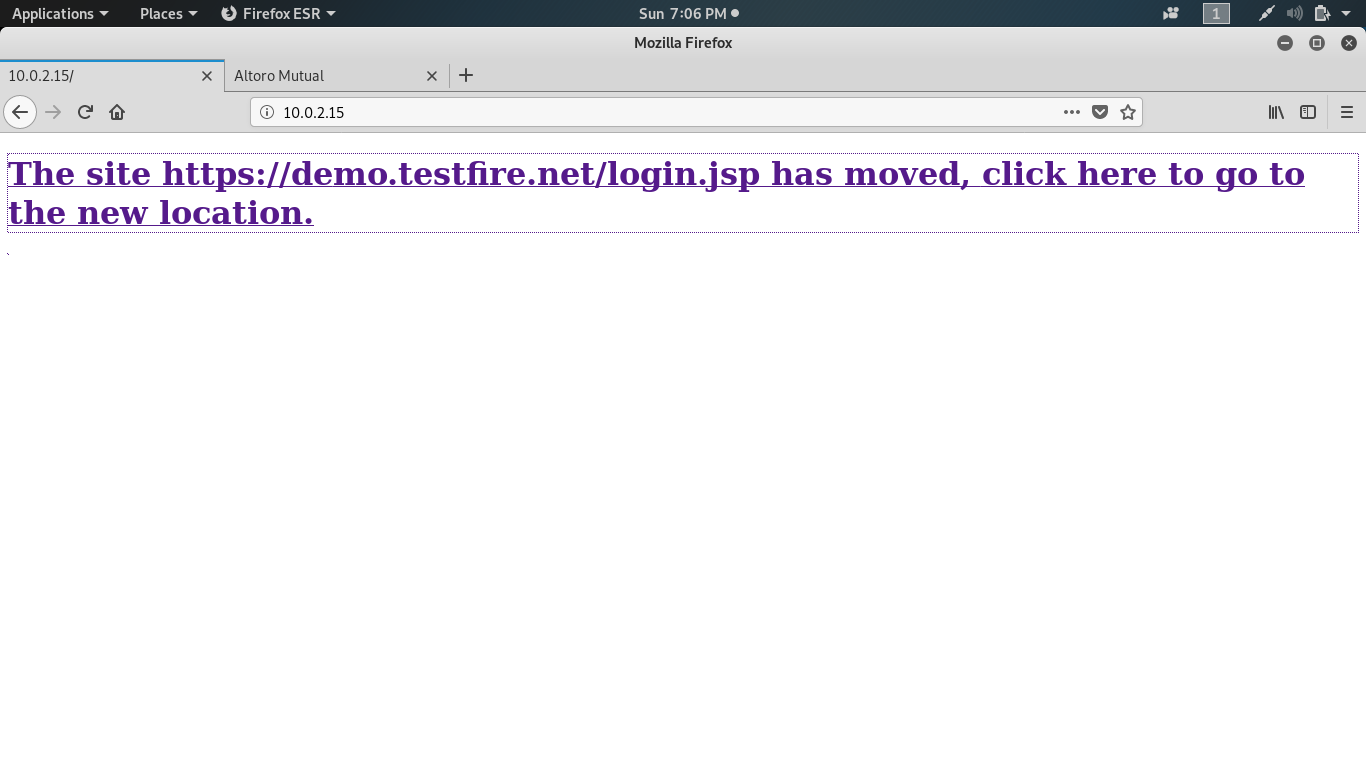 Applications Places Firefox ESR Sun 7:06 PM 1
Mozilla Firefox
10.0.2.15/ Altoro Mutual
10.0.2.15
The site https://demo.testfire.net/login.jsp has moved, click here to go to
the new location.
`